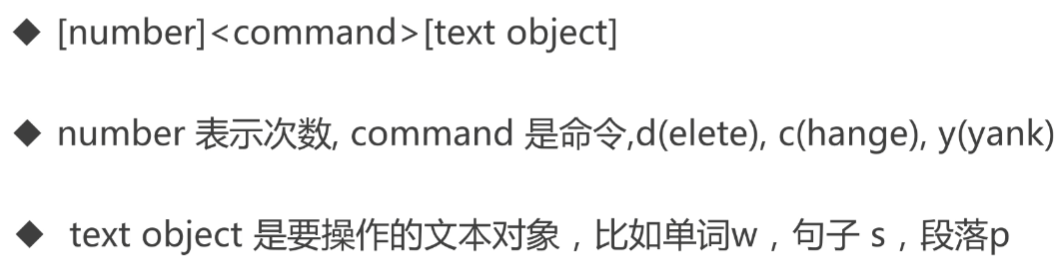 ◆ [number]<command>[text object]
◆ number 表示次数, command 是命令,d(elete), c(hange), y(yank)
◆ text object 是要操作的文本对象，比如单词w，句子 s，段落p